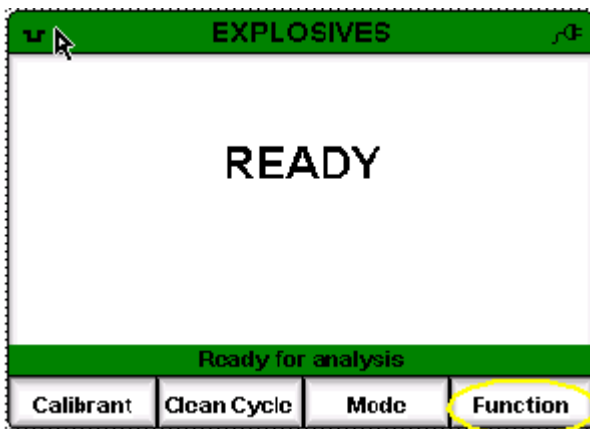 EXPLOSIVES
READY
Ready for analysis
Calibrant Clean Cycle Mode Function